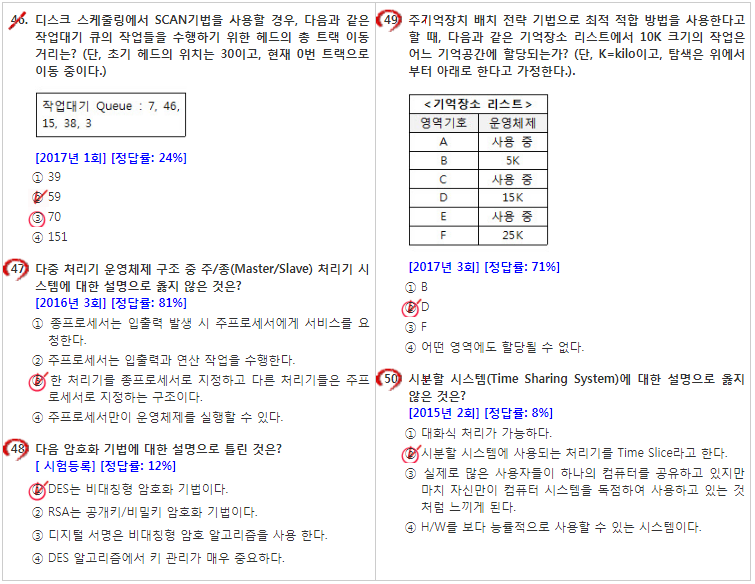 46. 디스크 스케줄링에서 SCAN기법을 사용할 경우, 다음과 같은
작업대기 큐의 작업들을 수행하기 위한 헤드의 총 트랙 이동
거리는? (단, 초기 헤드의 위치는 30이고, 현재 0번 트랙으로
이동 중이다.)
작업대기 Queue : 7, 46,
15, 38, 3
[2017년 1회] [정답률: 24%]
① 39
② 59
③ 70
④ 151
47. 다중 처리기 운영체제 구조 중 주/종(Master/Slave) 처리기 시
스템에 대한 설명으로 옳지 않은 것은?
[2016년 3회] [정답률: 81%]
① 종프로세서는 입출력 발생 시 주프로세서에게 서비스를 요
청한다.
② 주프로세서는 입출력과 연산 작업을 수행한다.
③ 한 처리기를 종프로세서로 지정하고 다른 처리기들은 주프
로세서로 지정하는 구조이다.
④ 주프로세서만이 운영체제를 실행할 수 있다.
48. 다음 암호화 기법에 대한 설명으로 틀린 것은?
[ 시험등록] [정답률: 12%]
① DES는 비대칭형 암호화 기법이다.
② RSA는 공개키/비밀키 암호화 기법이다.
③ 디지털 서명은 비대칭형 암호 알고리즘을 사용 한다.
④ DES 알고리즘에서 키 관리가 매우 중요하다.
49. 주기억장치 배치 전략 기법으로 최적 적합 방법을 사용한다고
할 때, 다음과 같은 기억장소 리스트에서 10K 크기의 작업은
어느 기억공간에 할당되는가? (단, K=kilo이고, 탐색은 위에서
부터 아래로 한다고 가정한다.).
<기억장소 리스트>
영역기호 운영체제
A 사용 중
B 5K
C 사용 중
D 15K
E 사용 중
F 25K
[2017년 3회] [정답률: 71%]
① B
② D
③ F
④ 어떤 영역에도 할당될 수 없다.
50. 시분할 시스템(Time Sharing System)에 대한 설명으로 옳지
않은 것은?
[2015년 2회] [정답률: 8%]
① 대화식 처리가 가능하다.
② 시분할 시스템에 사용되는 처리기를 Time Slice라고 한다.
③ 실제로 많은 사용자들이 하나의 컴퓨터를 공유하고 있지만
마치 자신만이 컴퓨터 시스템을 독점하여 사용하고 있는 것
처럼 느끼게 된다.
④ H/W를 보다 능률적으로 사용할 수 있는 시스템이다.